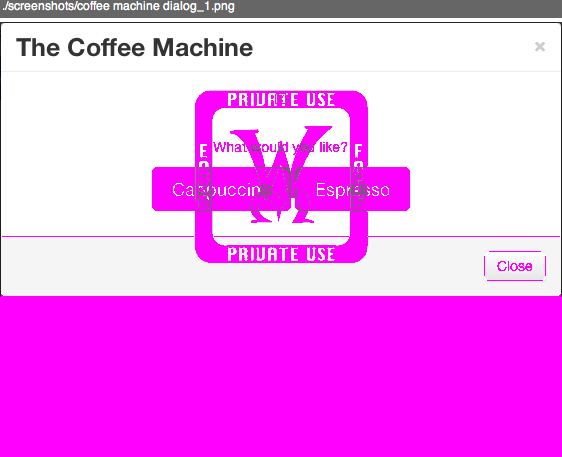 ./screenshots/coffee machine dialog_1.png
The Coffee Machine ×
PRIVATE USE
What would you like?
Cappuccino Espresso
PRIVATE USE
Close